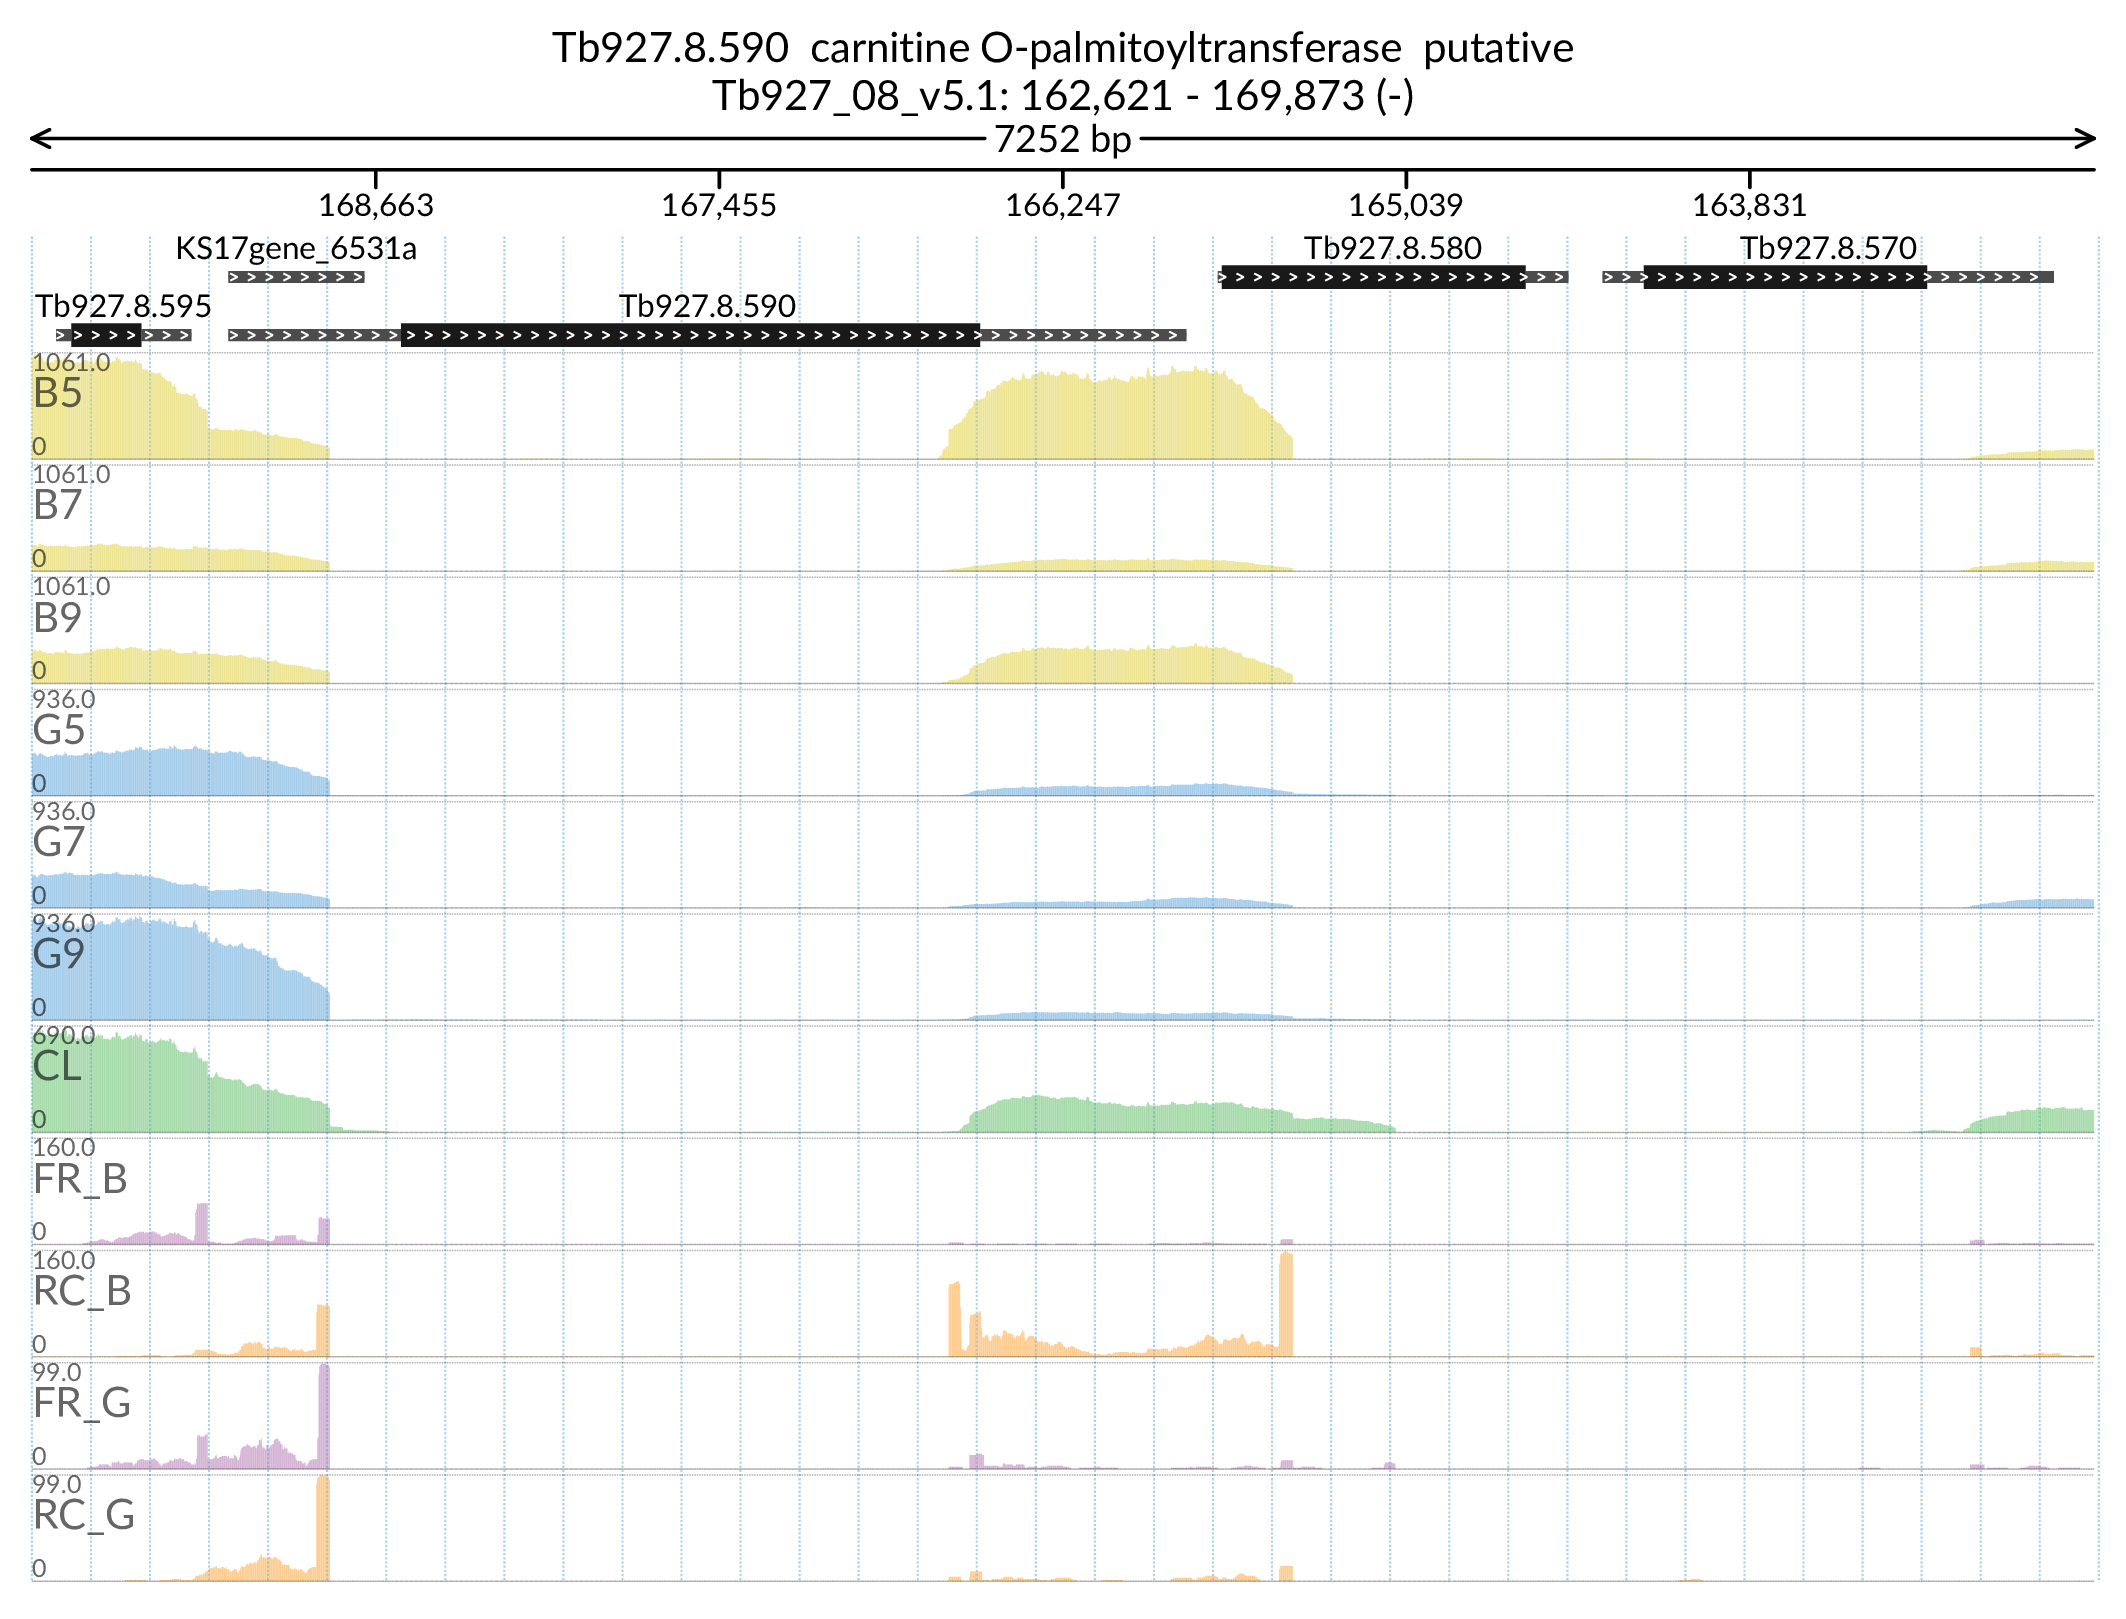 Tb927.8.590  carnitine O-palmitoyltransferase  putative
Tb927_08_v5.1: 162,621 - 169,873 (-)
7252 bp
168,663 167,455 166,247 165,039 163,831
KS17gene_6531a Tb927.8.580 Tb927.8.570
Tb927.8.595 Tb927.8.590
1061.0
B5
0
1061.0
B7
0
1061.0
B9
0
936.0
G5
0
936.0
G7
0
936.0
G9
0
690.0
CL
0
160.0
FR_B
0
160.0
RC_B
0
99.0
FR_G
0
99.0
RC_G
0